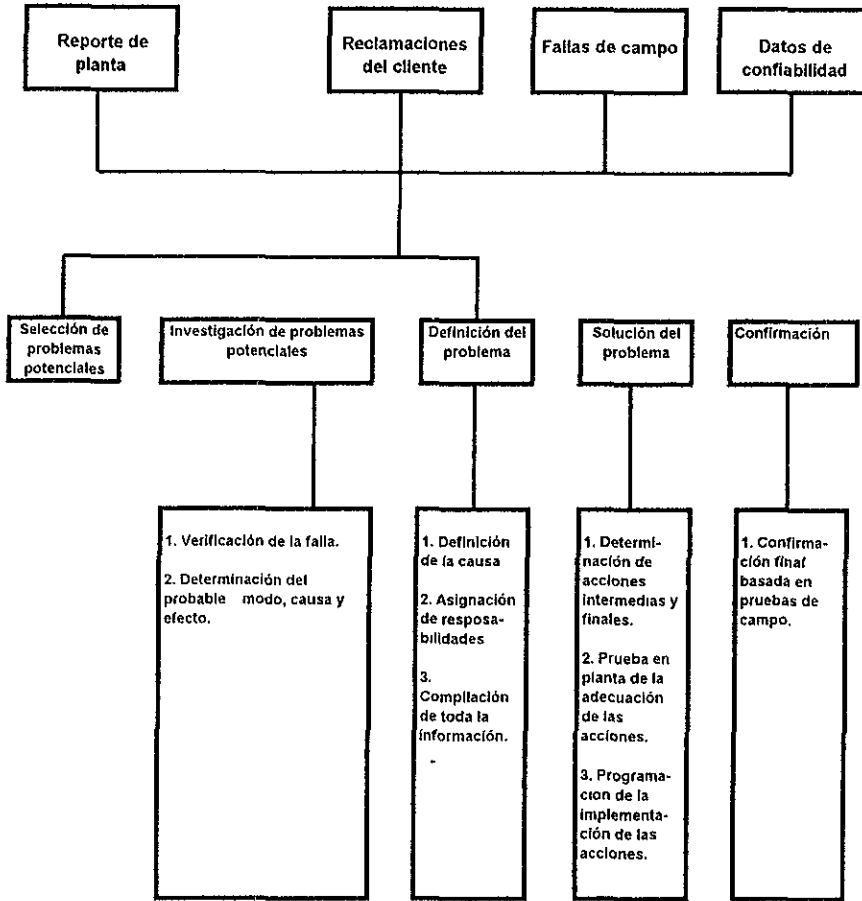 Reporte de
planta
Reclamaciones
del cliente
Fallas de campo
Datos de
confiabilidad
Selección de
problemas
potenciales
Investigación de problemas
potenciales
Definición del
problema
Solución del
problema
Confirmación
1. Verificación de la falla.
2. Determinación del
probable modo, causa y
efecto.
1. Definición
de la causa
2. Asignación
de resposa-
bilidades
3.
Compilación
de toda la
información.
1. Determi-
nación de
acciones
intermedias y
finales.
2. Prueba en
planta de la
adecuación
de las
acciones.
3. Programa-
cion de la
implementa-
ción de las
acciones.
1. Confirma-
ción final
basada en
pruebas de
campo.